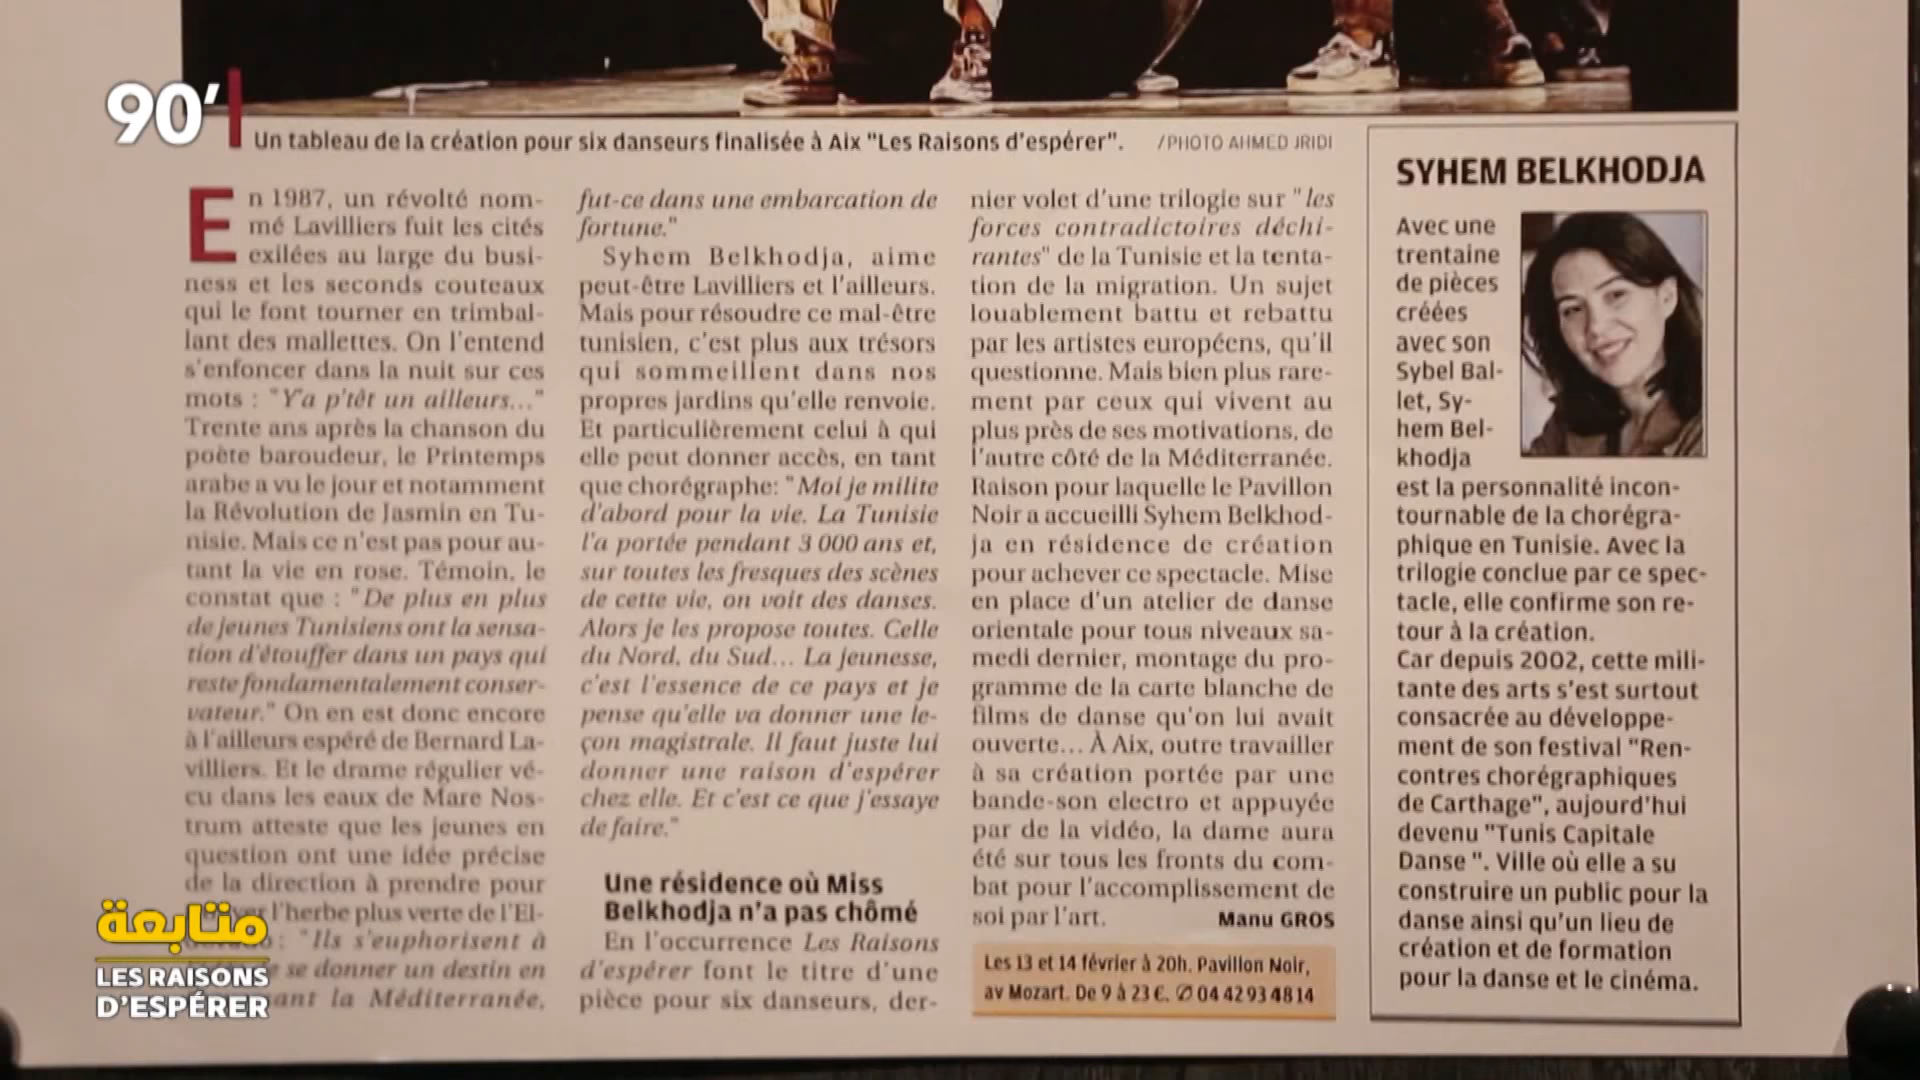 90'
Un tableau de la création pour six danseurs finalisée à Aix "Les Raisons d'espérer".
/PHOTO AHMED JRIDI
En 1987, un révolté nom-
mé Lavilliers fuit les cités
exilées au large du busi-
ness et les seconds couteaux
qui le font tourner en trimbal-
lant des mallettes. On l'entend
s'enfoncer dans la nuit sur ces
mots : "Y'a p'têt un ailleurs..."
Trente ans après la chanson du
poète baroudeur, le Printemps
arabe a vu le jour et notamment
la Révolution de Jasmin en Tu-
nisie. Mais ce n'est pas pour au-
tant la vie en rose. Témoin, le
constat que : "De plus en plus
de jeunes Tunisiens ont la sensa-
tion d'étouffer dans un pays qui
reste fondamentalement conser-
vateur." On en est donc encore
à l'ailleurs espéré de Bernard La-
villiers. Et le drame régulier vé-
cu dans les eaux de Mare Nos-
trum atteste que les jeunes en
question ont une idée précise
de la direction à prendre pour
l'herbe plus verte de l'El-
: "Ils s'euphorisent à
se donner un destin en
la Méditerranée,
fut-ce dans une embarcation de
fortune."
Syhem Belkhodja, aime
peut-être Lavilliers et l'ailleurs.
Mais pour résoudre ce mal-être
tunisien, c'est plus aux trésors
qui sommeillent dans nos
propres jardins qu'elle renvoie.
Et particulièrement celui à qui
elle peut donner accès, en tant
que chorégraphe: "Moi je milite
d'abord pour la vie. La Tunisie
l'a portée pendant 3 000 ans et,
sur toutes les fresques des scènes
de cette vie, on voit des danses.
Alors je les propose toutes. Celle
du Nord, du Sud... La jeunesse,
c'est l'essence de ce pays et je
pense qu'elle va donner une le-
çon magistrale. Il faut juste lui
donner une raison d'espérer
chez elle. Et c'est ce que j'essaye
de faire."
Une résidence où Miss
Belkhodja n'a pas chômé
En l'occurrence Les Raisons
d'espérer font le titre d'une
pièce pour six danseurs, der-
nier volet d'une trilogie sur "les
forces contradictoires déchi-
rantes" de la Tunisie et la tenta-
tion de la migration. Un sujet
louablement battu et rebattu
par les artistes européens, qu'il
questionne. Mais bien plus rare-
ment par ceux qui vivent au
plus près de ses motivations, de
l'autre côté de la Méditerranée.
Raison pour laquelle le Pavillon
Noir a accueilli Syhem Belkhod-
ja en résidence de création
pour achever ce spectacle. Mise
en place d'un atelier de danse
orientale pour tous niveaux sa-
medi dernier, montage du pro-
gramme de la carte blanche de
films de danse qu'on lui avait
ouverte... À Aix, outre travailler
à sa création portée par une
bande-son electro et appuyée
par de la vidéo, la dame aura
été sur tous les fronts du com-
bat pour l'accomplissement de
soi par l'art. Manu GROS
Les 13 et 14 février à 20h. Pavillon Noir,
av Mozart. De 9 à 23 €. ✆ 04 42 93 48 14
SYHEM BELKHODJA
Avec une
trentaine
de pièces
créées
avec son
Sybel Bal-
let, Sy-
hem Bel-
khodja
est la personnalité incon-
tournable de la chorégra-
phique en Tunisie. Avec la
trilogie conclue par ce spec-
tacle, elle confirme son re-
tour à la création.
Car depuis 2002, cette mili-
tante des arts s'est surtout
consacrée au développe-
ment de son festival "Ren-
contres chorégraphiques
de Carthage", aujourd'hui
devenu "Tunis Capitale
Danse ". Ville où elle a su
construire un public pour la
danse ainsi qu'un lieu de
création et de formation
pour la danse et le cinéma.
متابعة
LES RAISONS
D'ESPÉRER